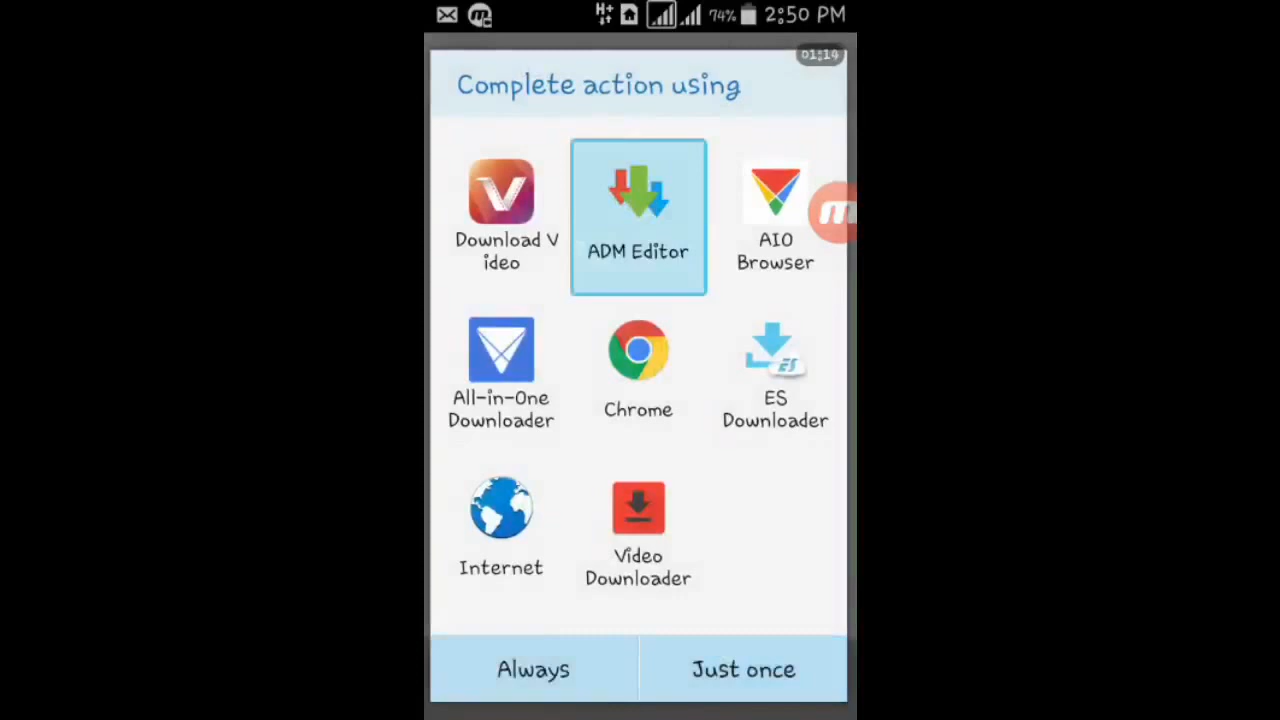 H+ 74% 2:50 PM
01:14
Complete action using
Download V
ideo
ADM Editor
AIO
Browser
All-in-One
Downloader
Chrome
ES
ES
Downloader
Internet
Video
Downloader
Always
Just once